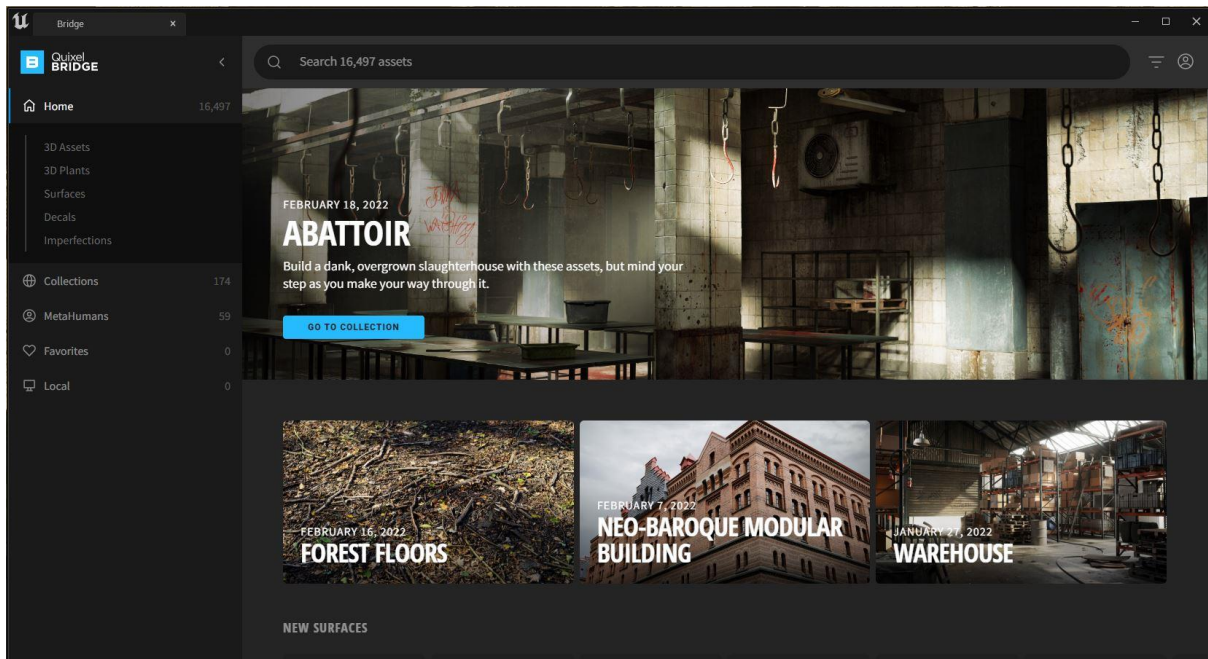 Bridge
Quixel
BRIDGE
Search 16,497 assets
Home 16,497
3D Assets
3D Plants
Surfaces
Decals
Imperfections
Collections 174
MetaHumans 59
Favorites 0
Local 0
FEBRUARY 18, 2022
ABATTOIR
Build a dank, overgrown slaughterhouse with these assets, but mind your
step as you make your way through it.
GO TO COLLECTION
FEBRUARY 16, 2022
FOREST FLOORS
FEBRUARY 7, 2022
NEO-BAROQUE MODULAR
BUILDING
JANUARY 27, 2022
WAREHOUSE
NEW SURFACES